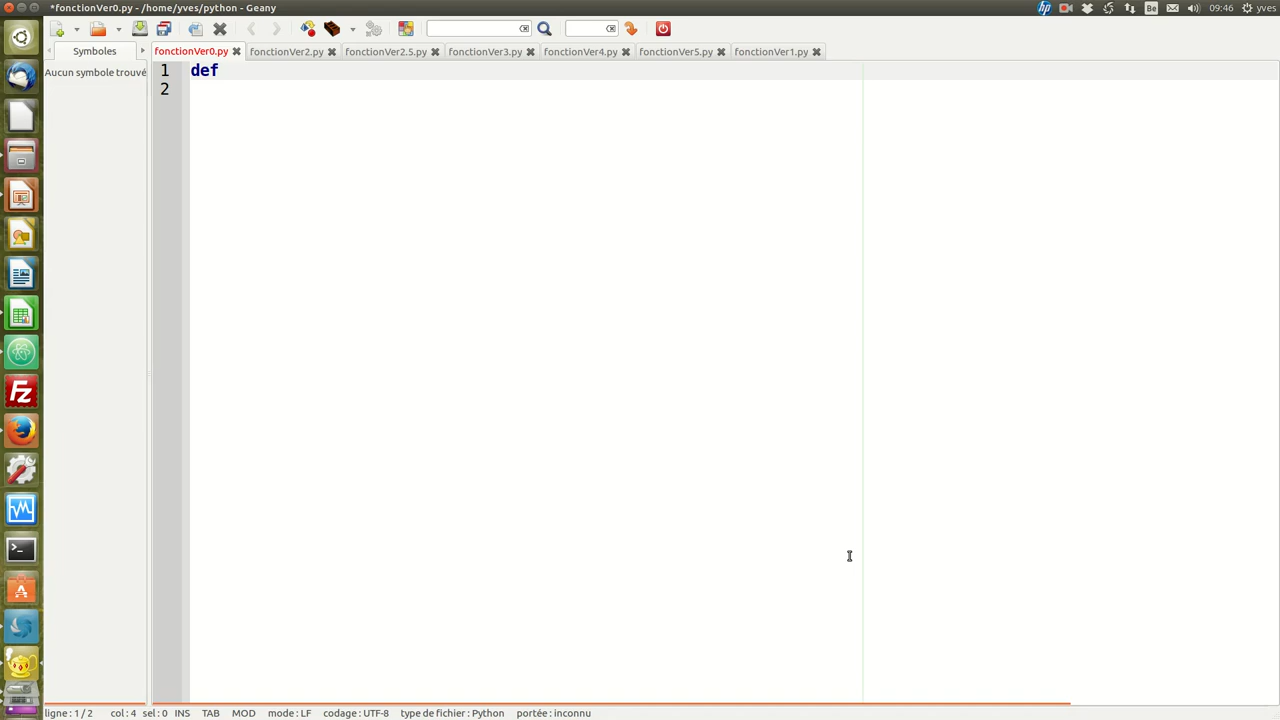 *fonctionVer0.py - /home/yves/python - Geany
Be
09:46
yves
Symboles
fonctionVer0.py
fonctionVer2.py
fonctionVer2.5.py
fonctionVer3.py
fonctionVer4.py
fonctionVer5.py
fonctionVer1.py
Aucun symbole trouvé
1 def
2
ligne : 1 / 2 col : 4 sel : 0 INS TAB MOD mode : LF codage : UTF-8 type de fichier : Python portée : inconnu